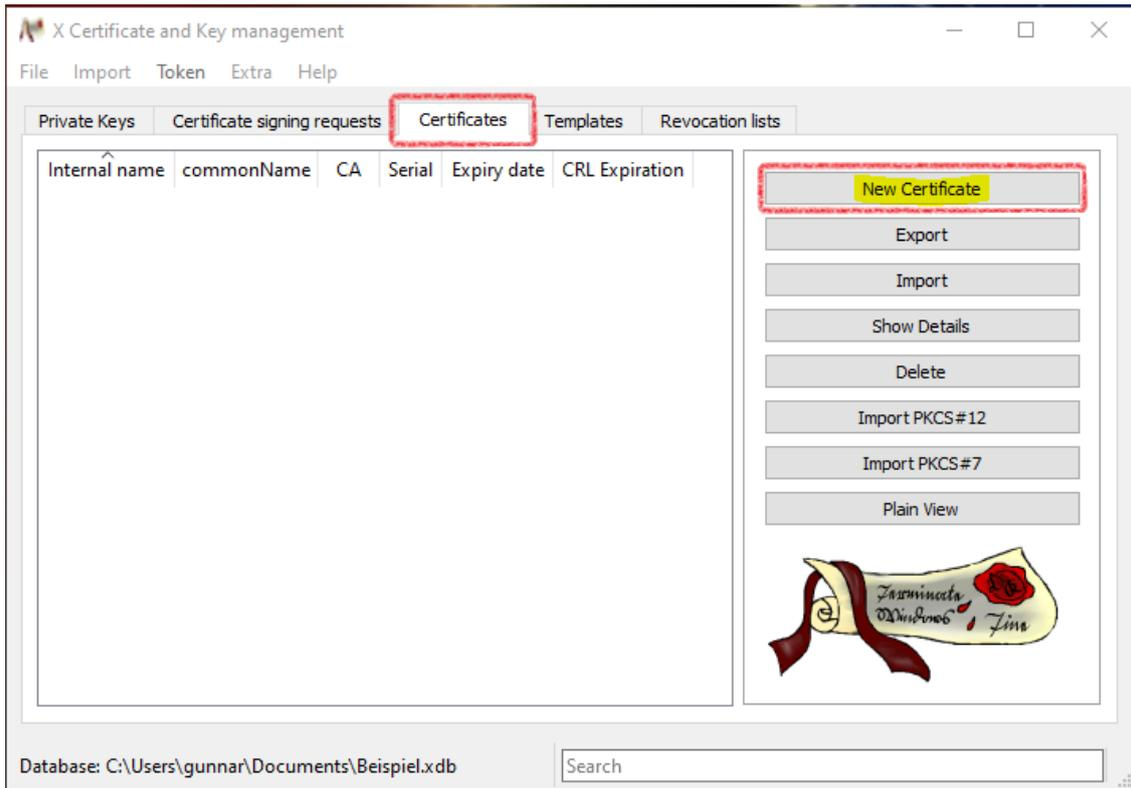 X Certificate and Key management
File Import Token Extra Help
Private Keys Certificate signing requests Certificates Templates Revocation lists
Internal name commonName CA Serial Expiry date CRL Expiration
New Certificate
Export
Import
Show Details
Delete
Import PKCS#12
Import PKCS#7
Plain View
Database: C:\Users\gunnar\Documents\Beispiel.xdb
Search